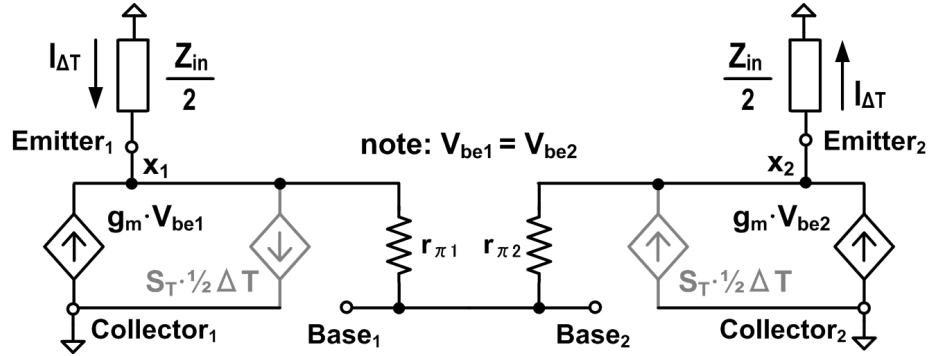 I_ΔT
Z_in
2
Emitter₁
x₁
note: V_be1 = V_be2
Z_in
2
I_ΔT
Emitter₂
x₂
g_m·V_be1
S_T·½ΔT
r_π1
r_π2
g_m·V_be2
S_T·½ΔT
Collector₁
Base₁
Base₂
Collector₂